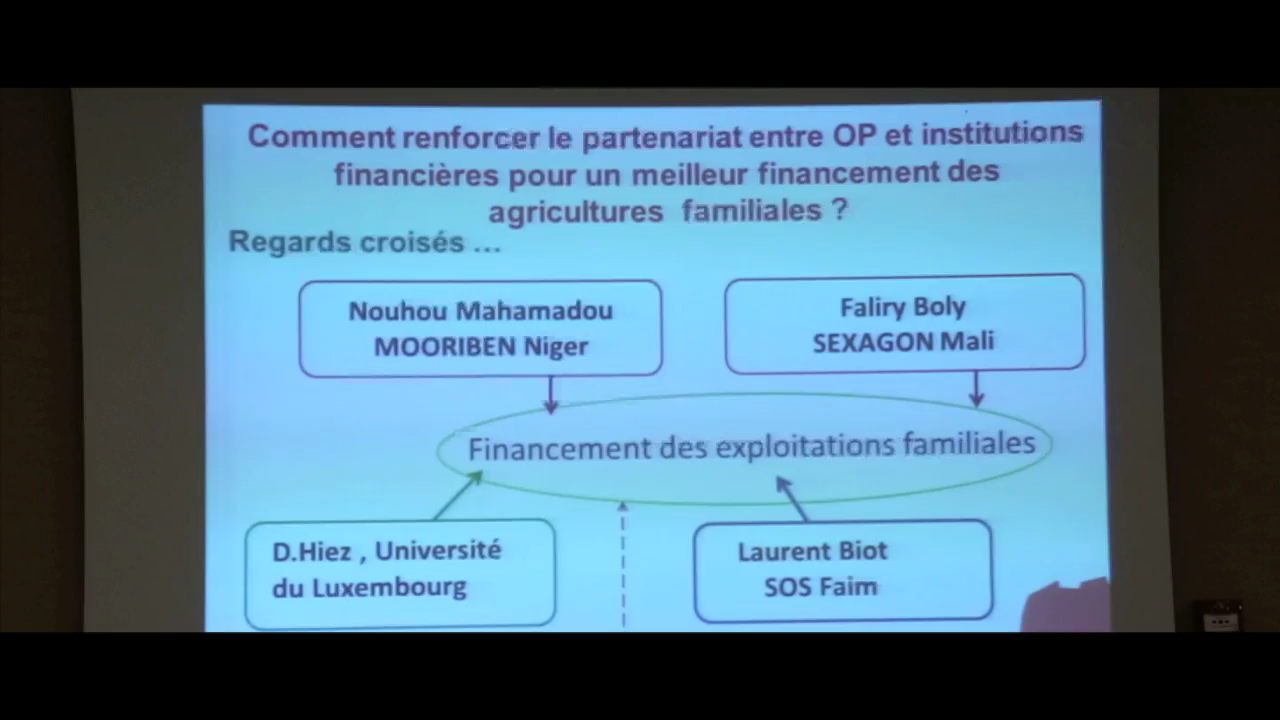 Comment renforcer le partenariat entre OP et institutions
financières pour un meilleur financement des
agricultures familiales ?
Regards croisés ...
Nouhou Mahamadou
MOORIBEN Niger
Faliry Boly
SEXAGON Mali
Financement des exploitations familiales
D.Hiez , Université
du Luxembourg
Laurent Biot
SOS Faim